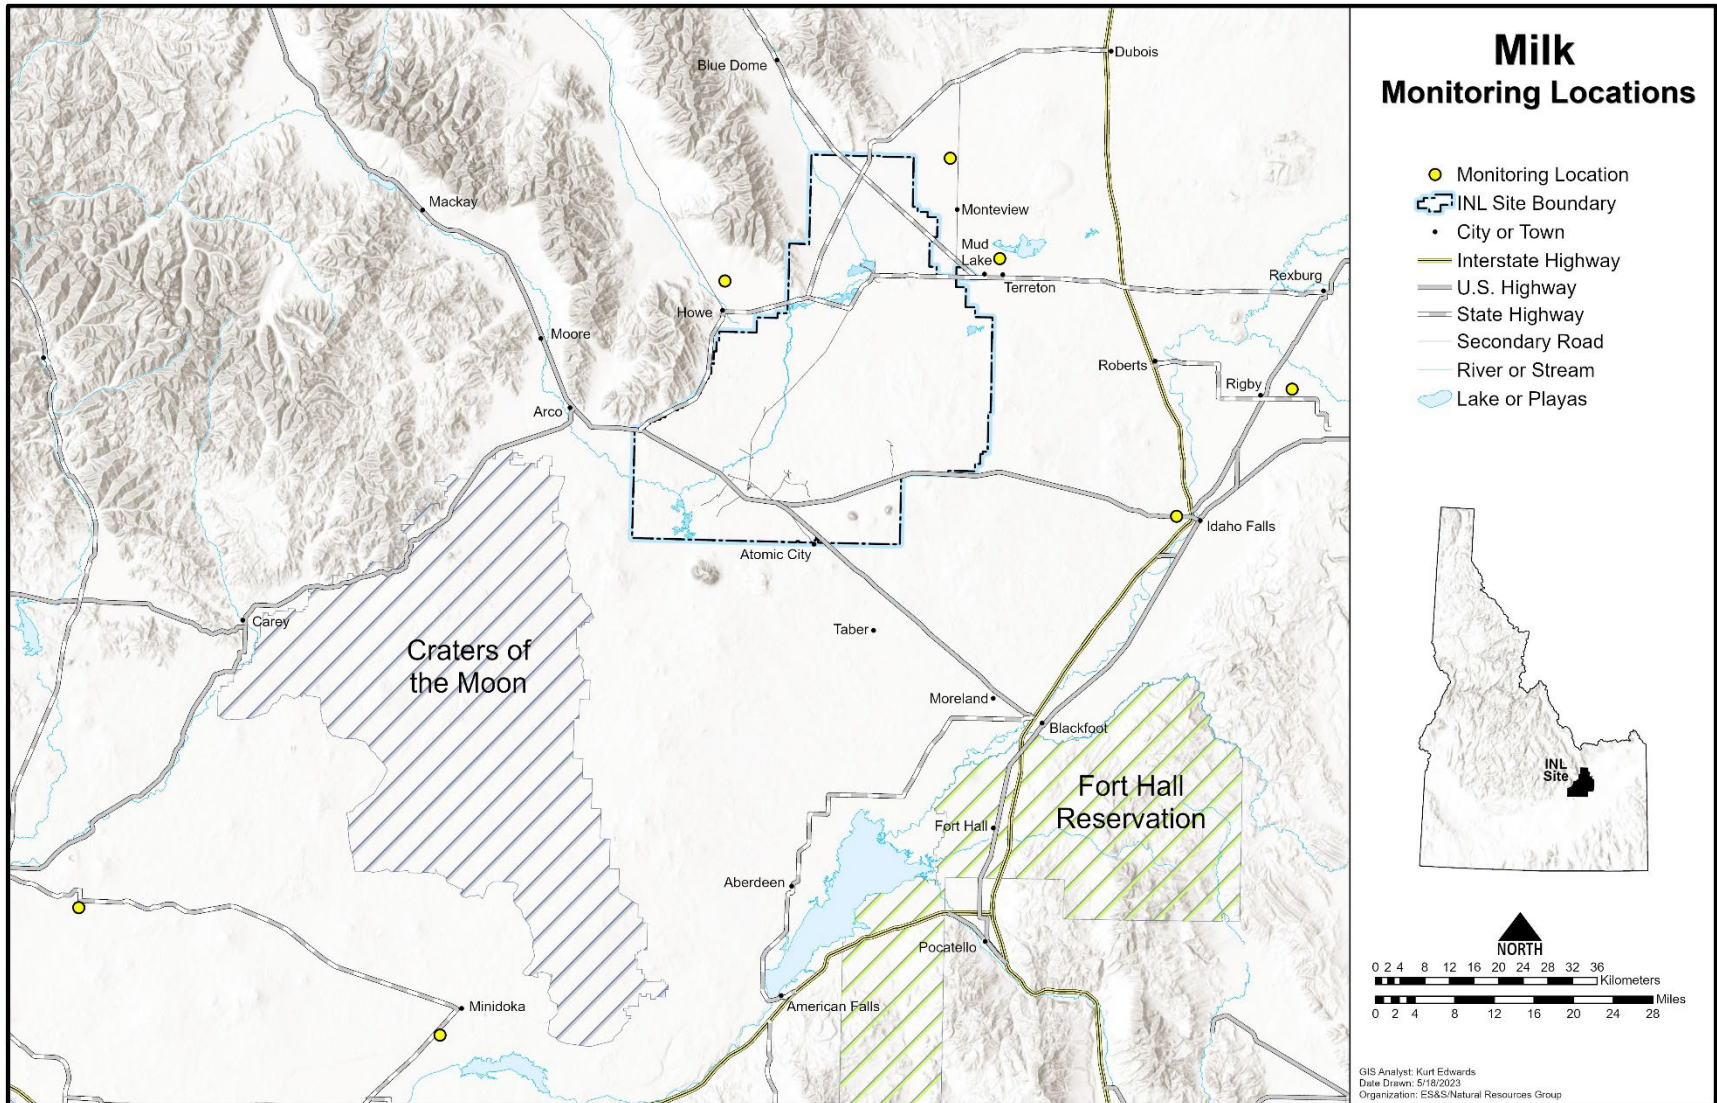 Milk
Monitoring Locations
Monitoring Location
INL Site Boundary
City or Town
Interstate Highway
U.S. Highway
State Highway
Secondary Road
River or Stream
Lake or Playas
Dubois
Blue Dome
Mackay
Monteview
Mud
Lake
Terreton
Rexburg
Howe
Moore
Roberts
Rigby
Arco
Idaho Falls
Atomic City
Carey
Taber
Craters of
the Moon
Moreland
Blackfoot
Fort Hall
Reservation
Fort Hall
Aberdeen
Pocatello
American Falls
Minidoka
INL
Site
NORTH
0 2 4 8 12 16 20 24 28 32 36
Kilometers
Miles
0 2 4 8 12 16 20 24 28
GIS Analyst: Kurt Edwards
Date Drawn: 5/18/2023
Organization: ES&S/Natural Resources Group